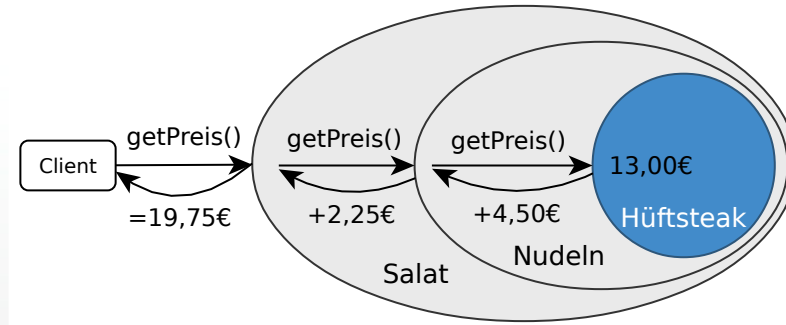 Client
getPreis()
=19,75€
getPreis()
+2,25€
getPreis()
+4,50€
13,00€
Hüftsteak
Nudeln
Salat